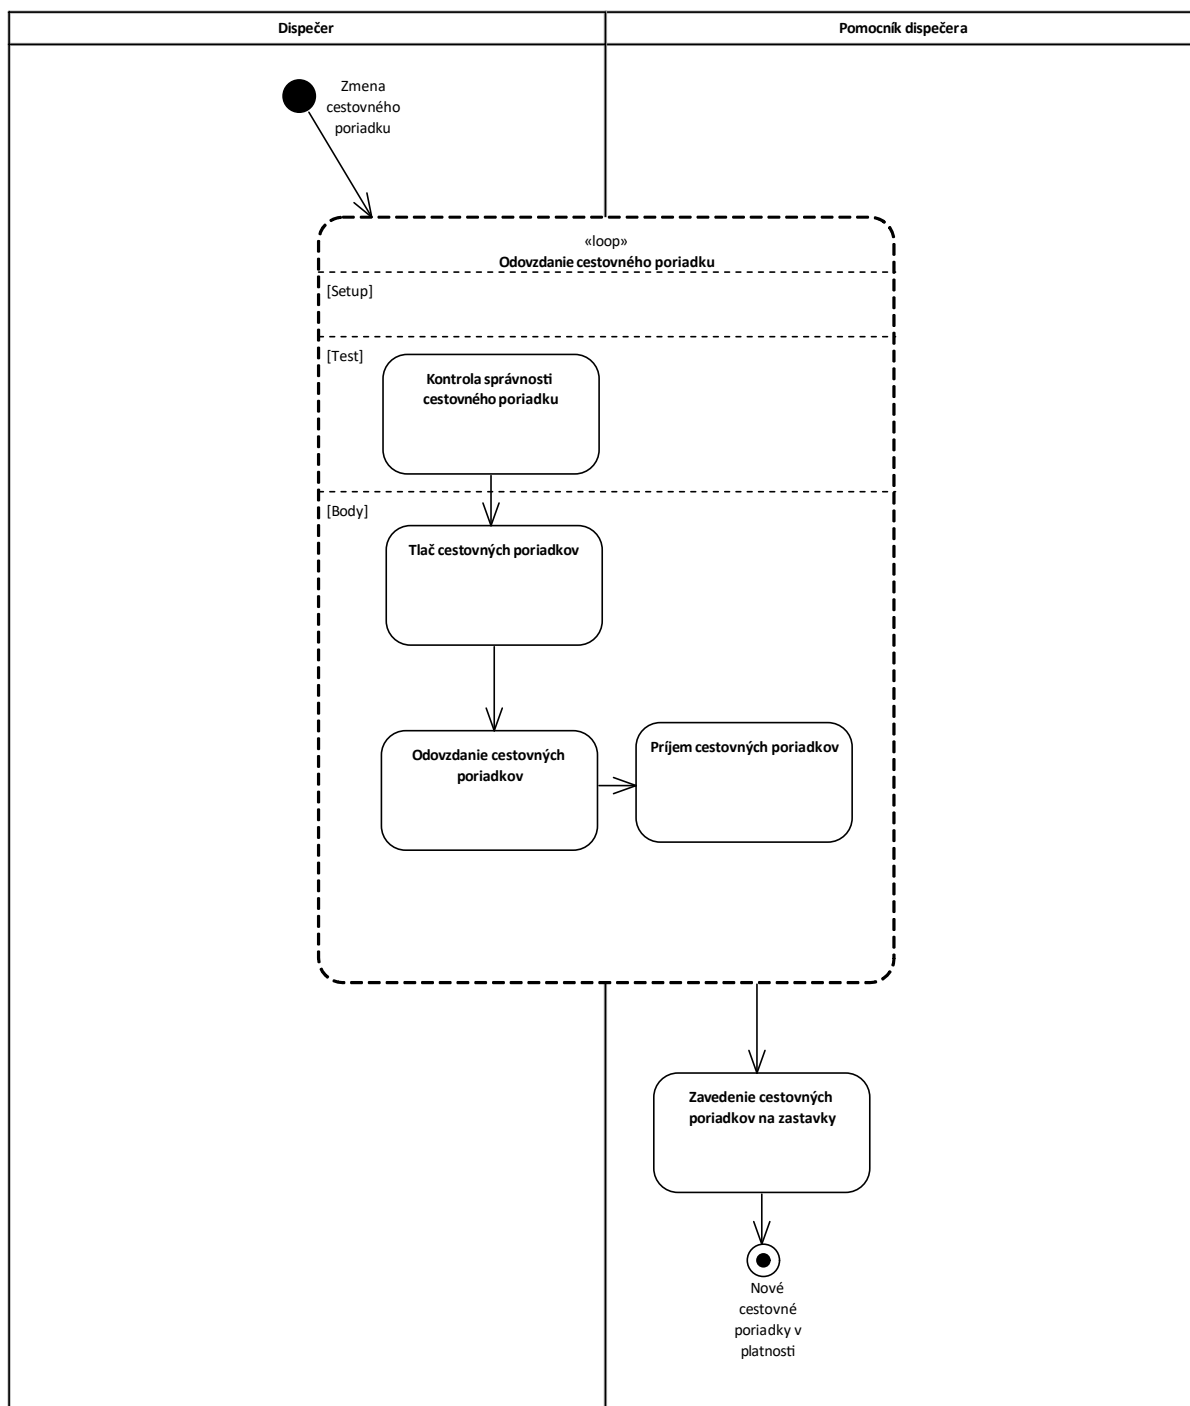 Dispečer
Pomocník dispečera
Zmena
cestovného
poriadku
«loop»
Odovzdanie cestovného poriadku
[Setup]
[Test]
Kontrola správnosti
cestovného poriadku
[Body]
Tlač cestovných poriadkov
Odovzdanie cestovných
poriadkov
Príjem cestovných poriadkov
Zavedenie cestovných
poriadkov na zastavky
Nové
cestovné
poriadky v
platnosti